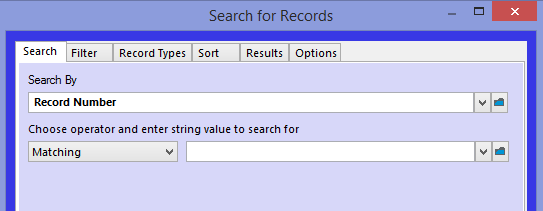 Search for Records
Search Filter Record Types Sort Results Options
Search By
Record Number
Choose operator and enter string value to search for
Matching